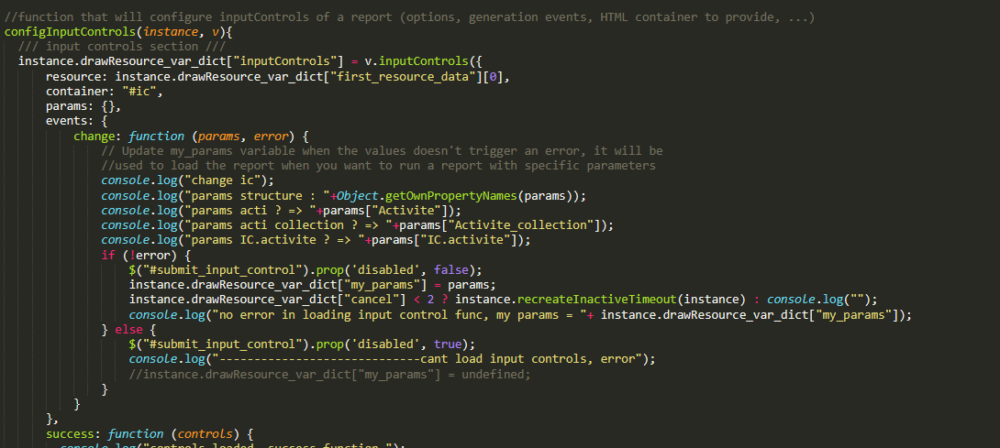 //function that will configure inputControls of a report (options, generation events, HTML container to provide, ...)
configInputControls(instance, v){
/// input controls section ///
instance.drawResource_var_dict["inputControls"] = v.inputControls({
resource: instance.drawResource_var_dict["first_resource_data"][0],
container: "#ic",
params: {},
events: {
change: function (params, error) {
// Update my_params variable when the values doesn't trigger an error, it will be
//used to load the report when you want to run a report with specific parameters
console.log("change ic");
console.log("params structure : "+Object.getOwnPropertyNames(params));
console.log("params acti ? => "+params["Activite"]);
console.log("params acti collection ? => "+params["Activite_collection"]);
console.log("params IC.activite ? => "+params["IC.activite"]);
if (!error) {
$("#submit_input_control").prop('disabled', false);
instance.drawResource_var_dict["my_params"] = params;
instance.drawResource_var_dict["cancel"] < 2 ? instance.recreateInactiveTimeout(instance) : console.log("");
console.log("no error in loading input control func, my params = "+ instance.drawResource_var_dict["my_params"]);
} else {
$("#submit_input_control").prop('disabled', true);
console.log("----------------------------cant load input controls, error");
//instance.drawResource_var_dict["my_params"] = undefined;
}
}
},
success: function (controls) {
console.log("controls loaded, success function ");